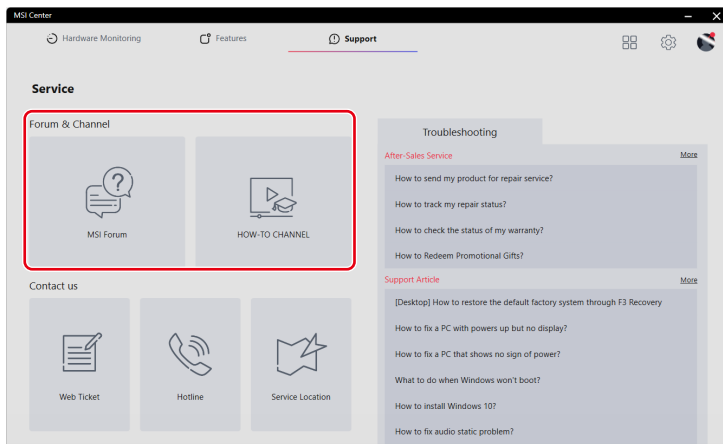 MSI Center
Hardware Monitoring
Features
Support
Service
Forum & Channel
MSI Forum
HOW-TO CHANNEL
Contact us
Web Ticket
Hotline
Service Location
Troubleshooting
After-Sales Service
More
How to send my product for repair service?
How to track my repair status?
How to check the status of my warranty?
How to Redeem Promotional Gifts?
Support Article
More
[Desktop] How to restore the default factory system through F3 Recovery
How to fix a PC with powers up but no display?
How to fix a PC that shows no sign of power?
What to do when Windows won't boot?
How to install Windows 10?
How to fix audio static problem?